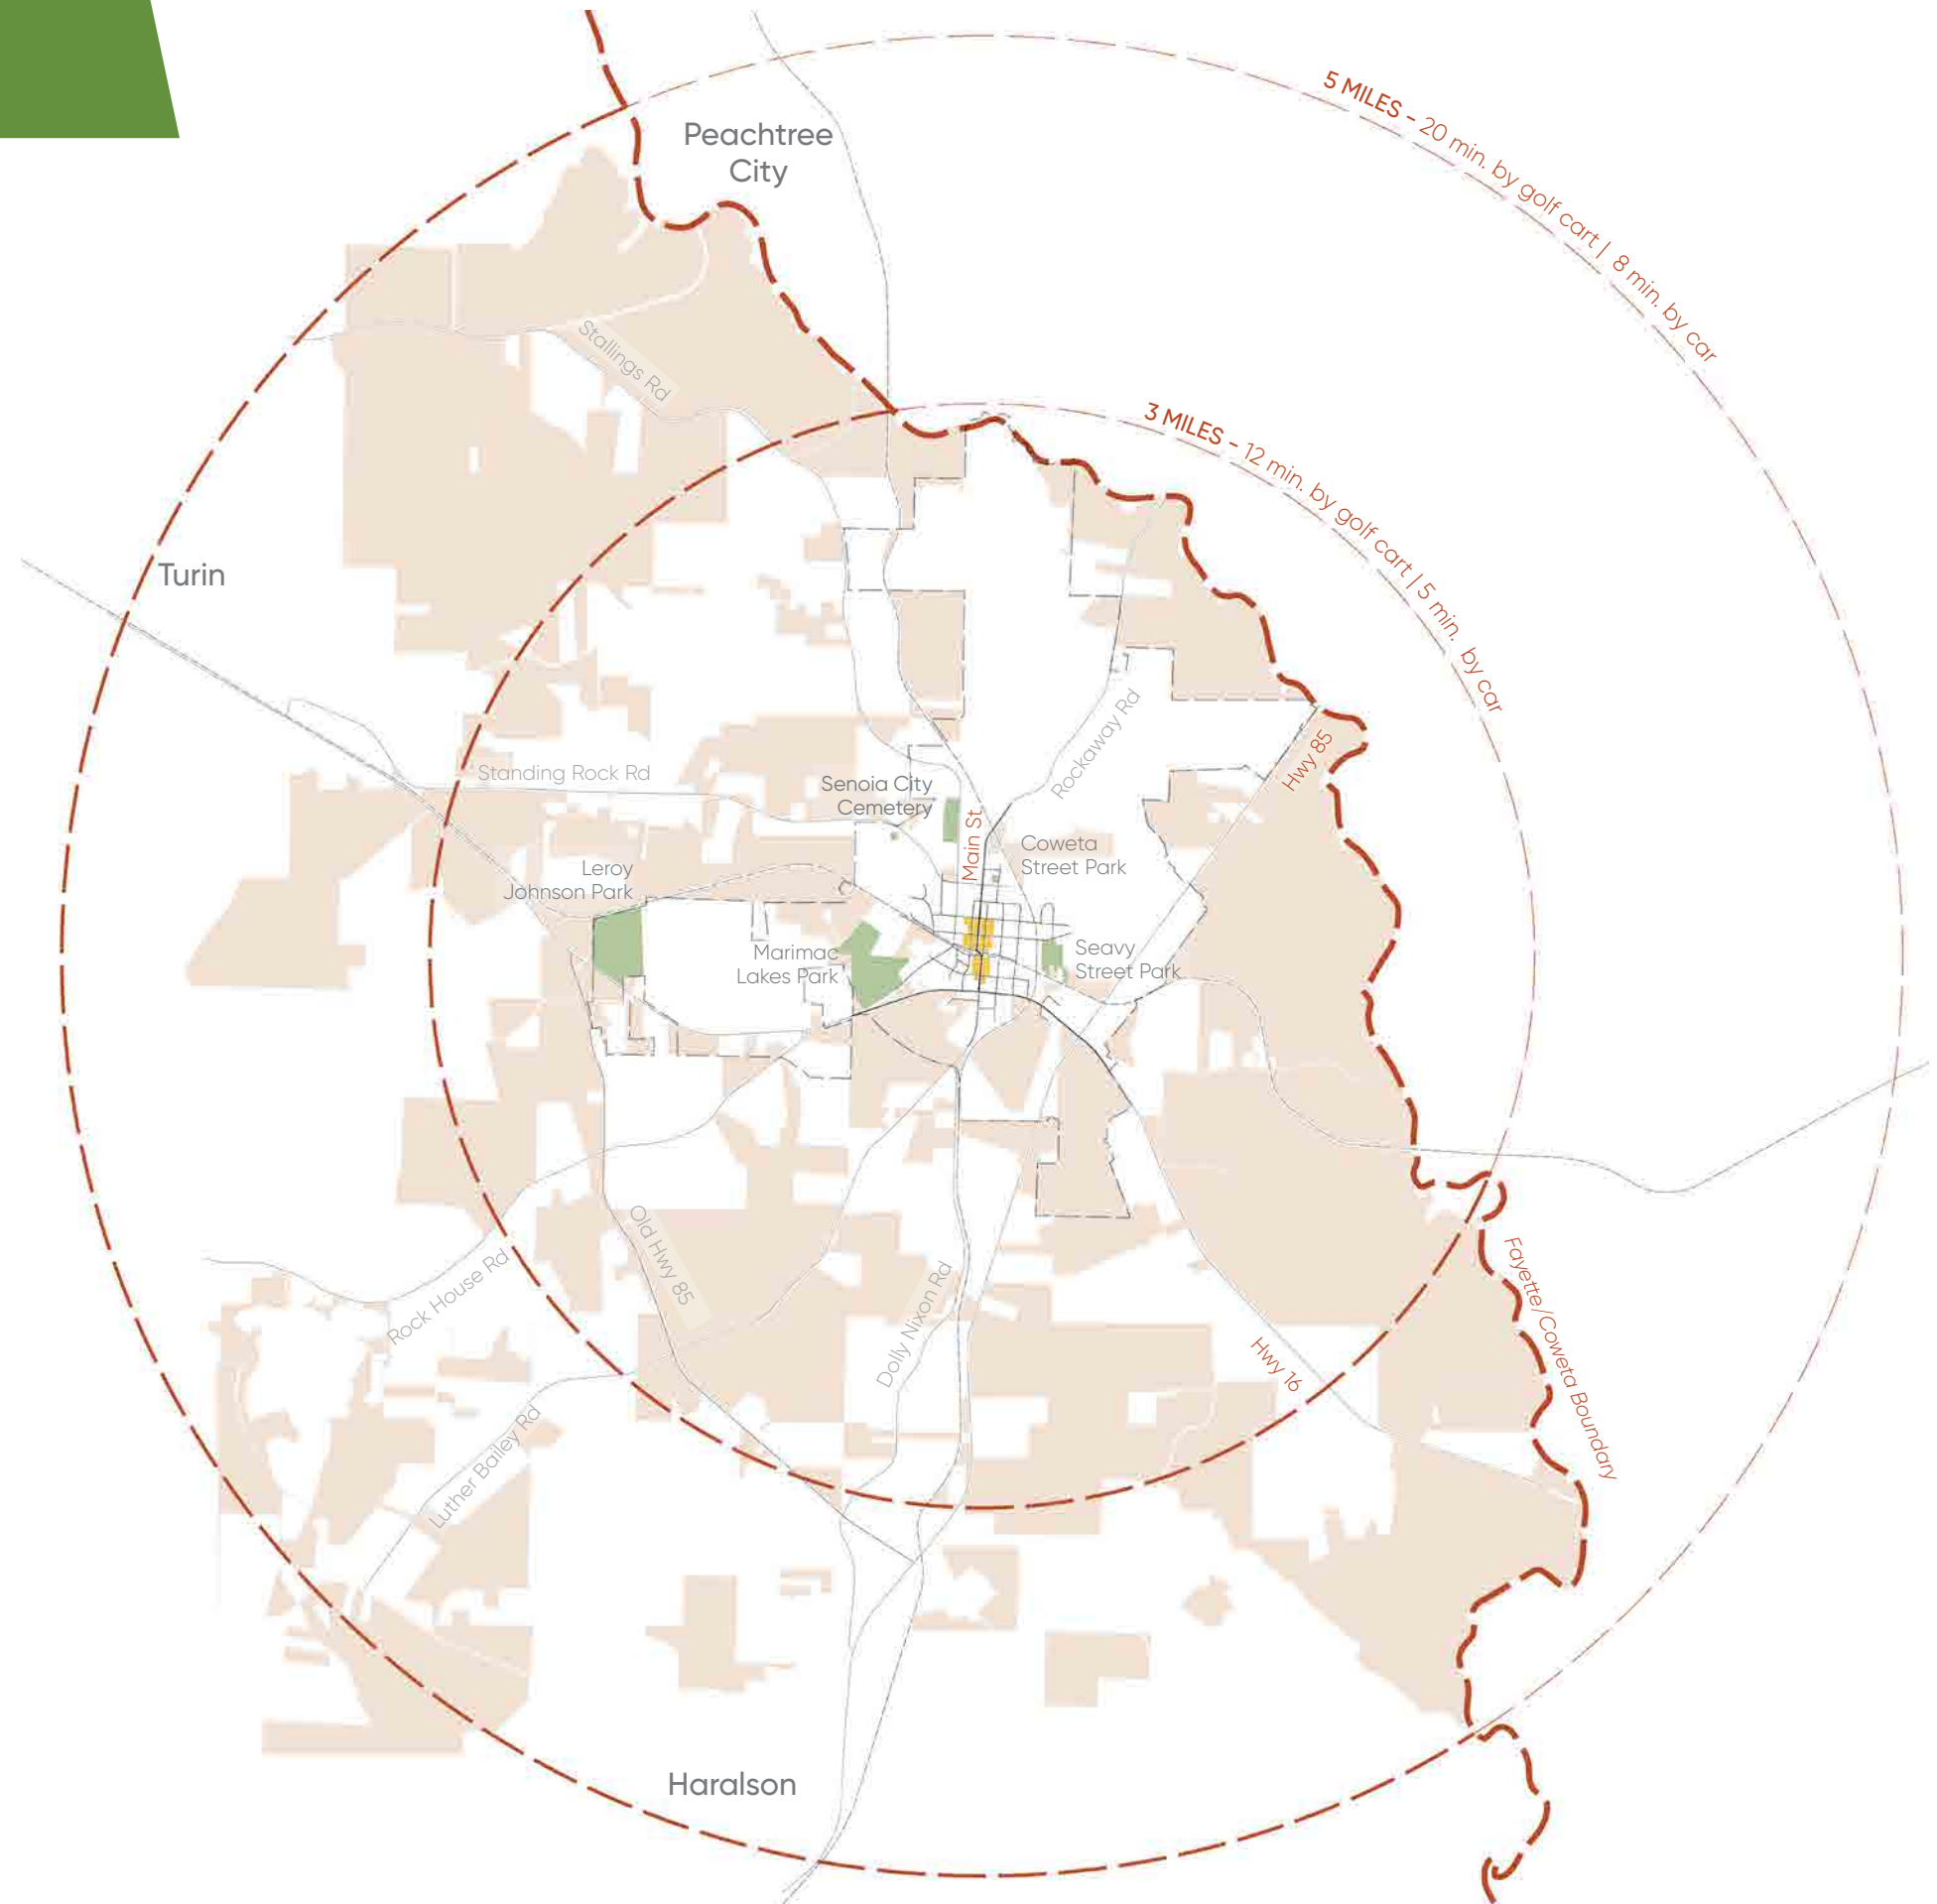 Peachtree
City
5 MILES - 20 min. by golf cart | 8 min. by car
Stallings Rd
3 MILES - 12 min. by golf cart | 5 min. by car
Turin
Rockaway Rd
Hwy 85
Standing Rock Rd
Senoia City
Cemetery
Main St.
Coweta
Street Park
Leroy
Johnson Park
Marimac
Lakes Park
Seavy
Street Park
Old Hwy 85
Rock House Rd
Dolly Nixon Rd
Hwy 16
Fayette/Coweta Boundary
Luther Bailey Rd
Haralson